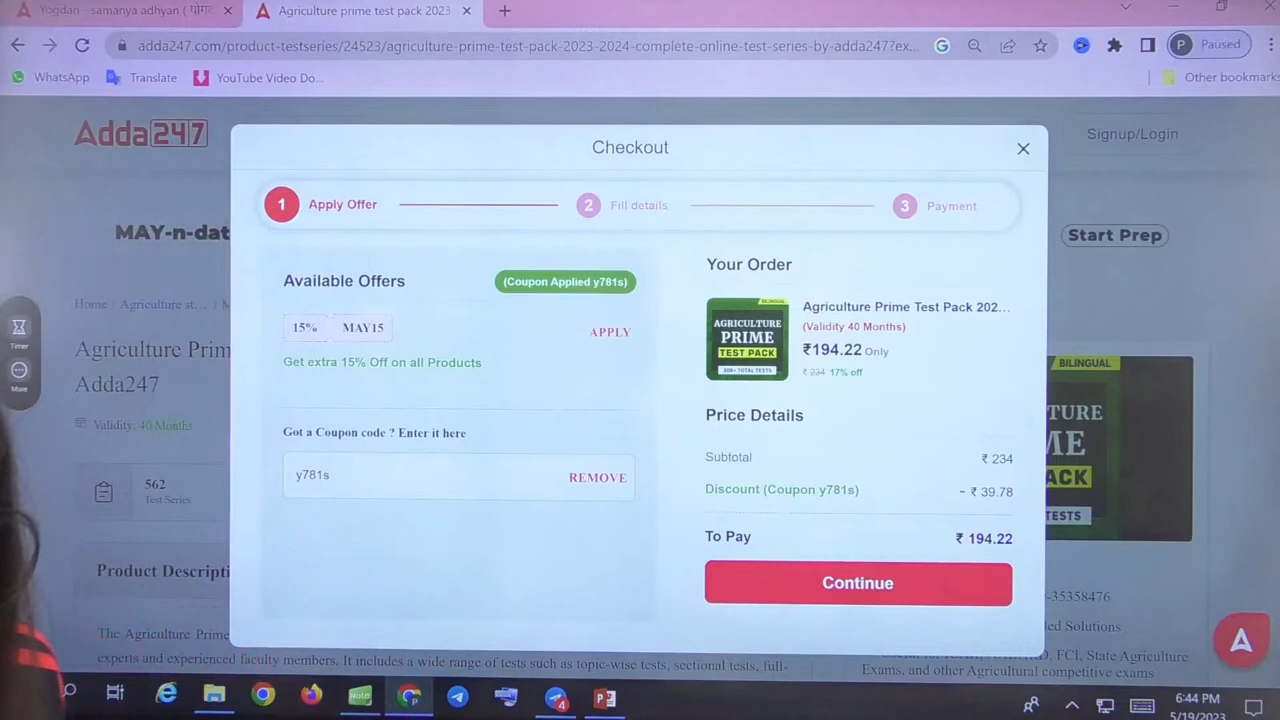 Yogdan - samanya adhyan ( योगद
Agriculture prime test pack 2023
adda247.com/product-testseries/24523/agriculture-prime-test-pack-2023-2024-complete-online-test-series-by-adda247?ex...
P Paused
WhatsApp
Translate
YouTube Video Do...
Other bookmarks
Adda247
Signup/Login
Checkout
1 Apply Offer
2 Fill details
3 Payment
MAY-n-dat
Start Prep
Available Offers
(Coupon Applied y781s)
15% MAY15
APPLY
Get extra 15% Off on all Products
Got a Coupon code ? Enter it here
y781s
REMOVE
Your Order
BILINGUAL
AGRICULTURE
PRIME
TEST PACK
Agriculture Prime Test Pack 202...
(Validity 40 Months)
₹194.22 Only
₹ 234 17% off
Price Details
Subtotal ₹ 234
Discount (Coupon y781s) - ₹ 39.78
To Pay ₹ 194.22
Continue
Timer
More
Home / Agriculture st... /
Agriculture Prim
Adda247
Validity: 40 Months
562
Test Series
Product Descripti
The Agriculture Prime
experts and experienced faculty members. It includes a wide range of tests such as topic-wise tests, sectional tests, full-
BILINGUAL
TURE
ME
ACK
TESTS
-35358476
ed Solutions
FCI, State Agriculture
Exams, and other Agricultural competitive exams
Note
4
6:44 PM
5/19/2023